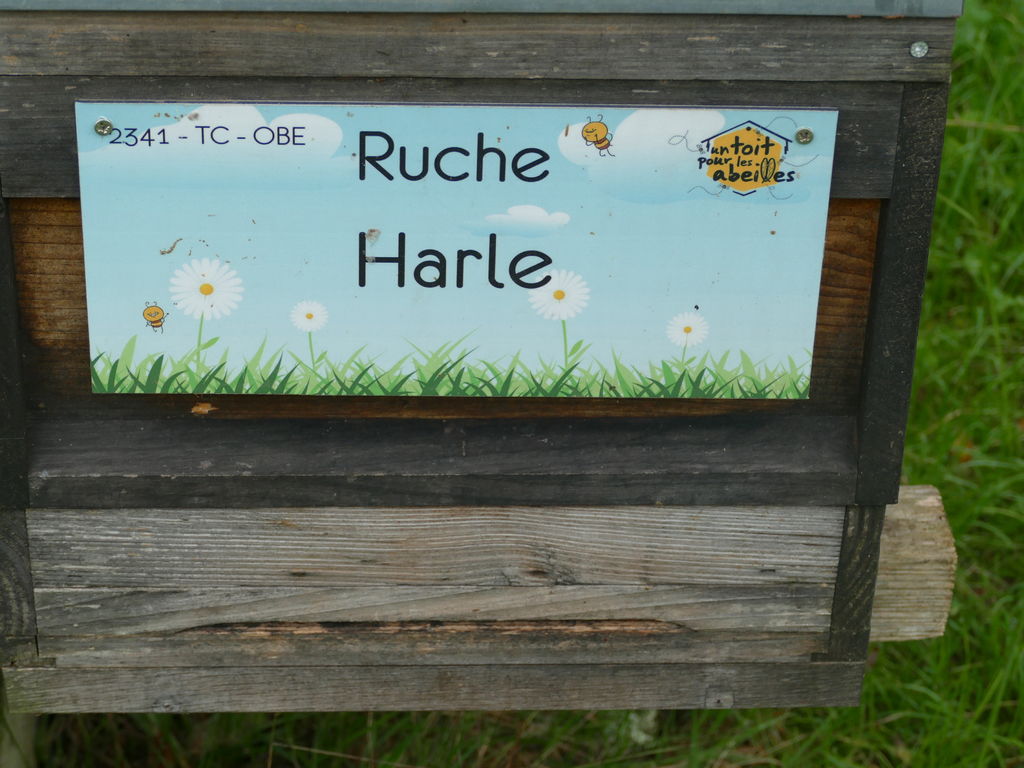 2341 - TC - OBE
Ruche
Harle
un toit
pour les
abeilles